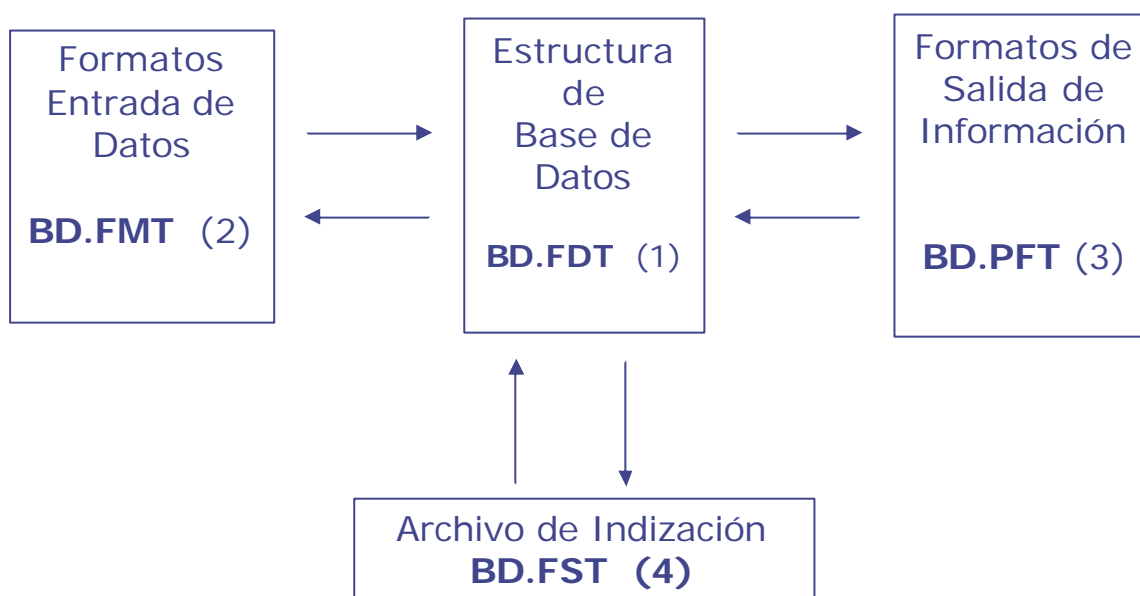 Formatos
Entrada de
Datos
BD.FMT (2)
Estructura
de
Base de
Datos
BD.FDT (1)
Formatos de
Salida de
Información
BD.PFT (3)
Archivo de Indización
BD.FST (4)